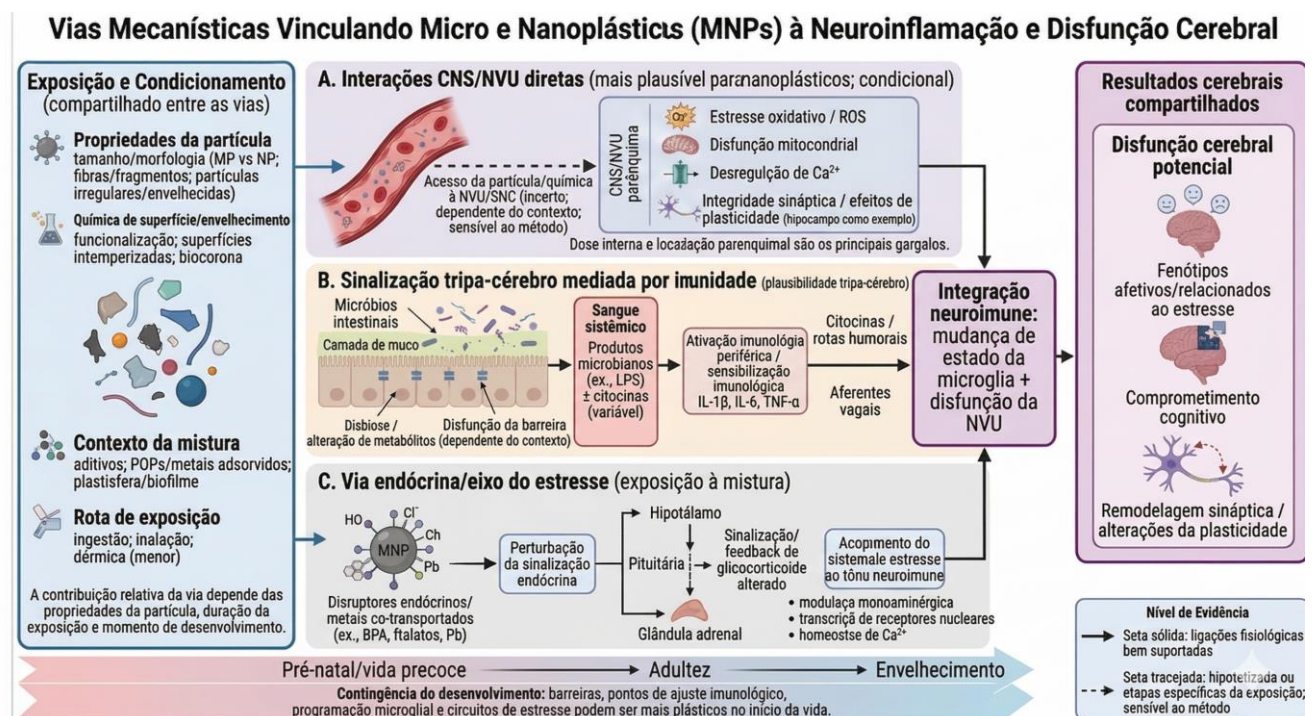 Vias Mecanísticas Vinculando Micro e Nanoplásticus (MNPs) à Neuroinflamação e Disfunção Cerebral
Exposição e Condicionamento
(compartilhado entre as vias)
Propriedades da partícula
tamanho/morfologia (MP vs NP;
fibras/fragmentos; partículas
irregulares/envelhecidas)
Química de superfície/envelhecimento
funcionalização; superfícies
intemperizadas; biocorona
Contexto da mistura
aditivos; POPs/metais adsorvidos;
plastisfera/biofilme
Rota de exposição
ingestão; inalação;
dérmica (menor)
A contribuição relativa da via depende das
propriedades da partícula, duração da
exposição e momento de desenvolvimento.
A. Interações CNS/NVU diretas (mais plausível paraınanoplásticos; condicional)
Acesso da partícula/química
à NVU/SNC (incerto;
dependente do contexto;
sensível ao método)
CNS/NVU
parênquima
Estresse oxidativo / ROS
Disfunção mitocondrial
Desregulção de Ca²⁺
Integridade sináptica / efeitos de
plasticidade (hipocampo como exemplo)
Dose interna e localização parenquimal são os principais gargalos.
B. Sinalização tripa-cérebro mediada por imunidade (plausibilidade tripa-cérebro)
Micróbios
intestinais
Camada de muco
Disbiose /
alteração de metabólitos
Disfunção da barreira
(dependente do contexto)
Sangue
sistêmico
Produtos
microbianos
(ex., LPS)
± citocinas
(variável)
Ativação imunológia
periférica /
sensibilização
imunológica
IL-1β, IL-6, TNF-α
Citocinas /
rotas humorais
Aferentes
vagais
C. Via endócrina/eixo do estresse (exposição à mistura)
HO
Cl⁻
Ch
Pb
MNP
Disruptores endócrinos/
metais co-transportados
(ex., BPA, ftalatos, Pb)
Perturbação
da sinalização
endócrina
Hipotálamo
Pituitária
Glândula adrenal
Sinalização/
feedback de
glicocorticoide
alterado
Acopımento do
sistemale estresse
ao tônu neuroimune
• modulaça monoaminérgica
• transcriçã de receptores nucleares
• homeostse de Ca²⁺
Integração
neuroimune:
mudança de
estado da
microglia +
disfunção da
NVU
Resultados cerebrais
compartilhados
Disfunção cerebral
potencial
Fenótipos
afetivos/relacionados
ao estresse
Comprometimento
cognitivo
Remodelagem sináptica /
alterações da plasticidade
Nível de Evidência
Seta sólida: ligações fisiológicas
bem suportadas
Seta tracejada: hipotetizada ou
etapas específicas da exposição;
sensível ao método
Pré-natal/vida precoce
Adultez
Envelhecimento
Contingência do desenvolvimento: barreiras, pontos de ajuste imunológico,
programação microglial e circuitos de estresse podem ser mais plásticos no início da vida.